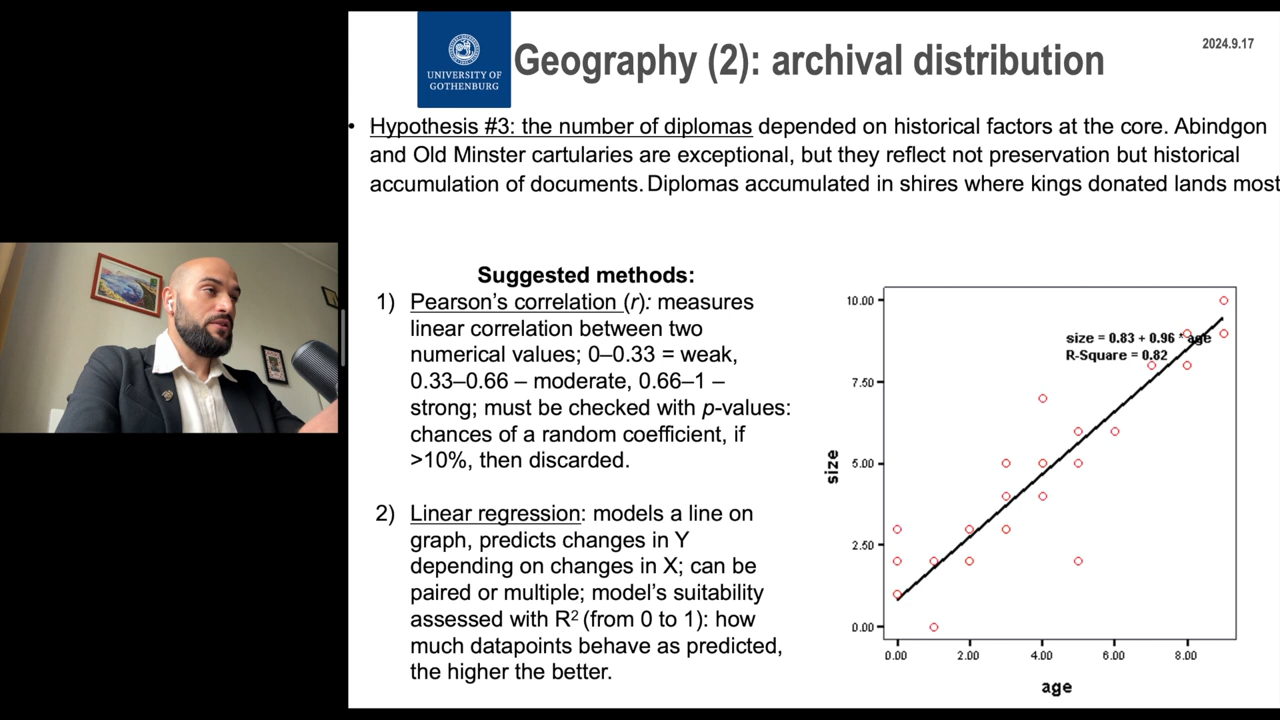 UNIVERSITY OF
GOTHENBURG
Geography (2): archival distribution
2024.9.17
• Hypothesis #3: the number of diplomas depended on historical factors at the core. Abindgon
and Old Minster cartularies are exceptional, but they reflect not preservation but historical
accumulation of documents. Diplomas accumulated in shires where kings donated lands most
Suggested methods:
1) Pearson's correlation (r): measures
linear correlation between two
numerical values; 0–0.33 = weak,
0.33–0.66 – moderate, 0.66–1 –
strong; must be checked with p-values:
chances of a random coefficient, if
>10%, then discarded.
2) Linear regression: models a line on
graph, predicts changes in Y
depending on changes in X; can be
paired or multiple; model's suitability
assessed with R² (from 0 to 1): how
much datapoints behave as predicted,
the higher the better.
size = 0.83 + 0.96 * age
R-Square = 0.82
10.00
7.50
5.00
2.50
0.00
size
0.00 2.00 4.00 6.00 8.00
age